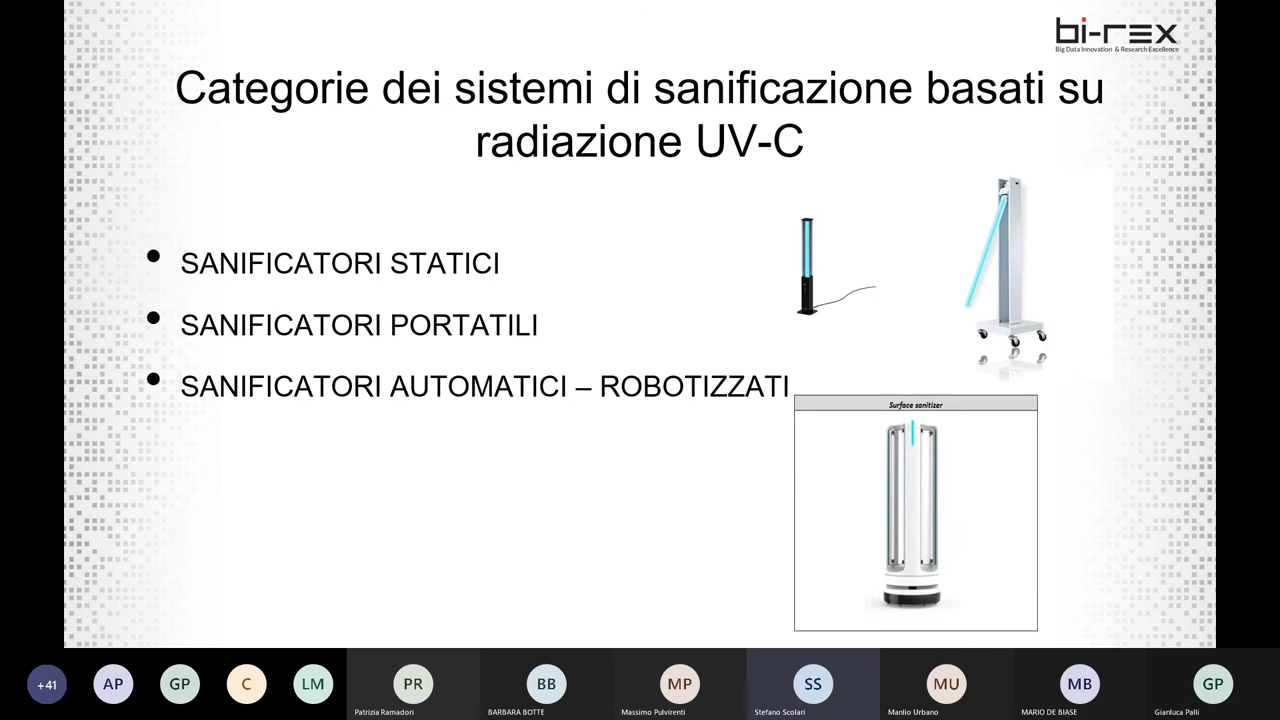 bi-rex
Big Data Innovation & Research Excellence
Categorie dei sistemi di sanificazione basati su
radiazione UV-C
• SANIFICATORI STATICI
• SANIFICATORI PORTATILI
• SANIFICATORI AUTOMATICI – ROBOTIZZATI
Surface sanitizer
+41
AP
GP
C
LM
PR
BB
MP
SS
MU
MB
GP
Patrizia Ramadori
BARBARA BOTTE
Massimo Pulvirenti
Stefano Scolari
Manlio Urbano
MARIO DE BIASE
Gianluca Palli